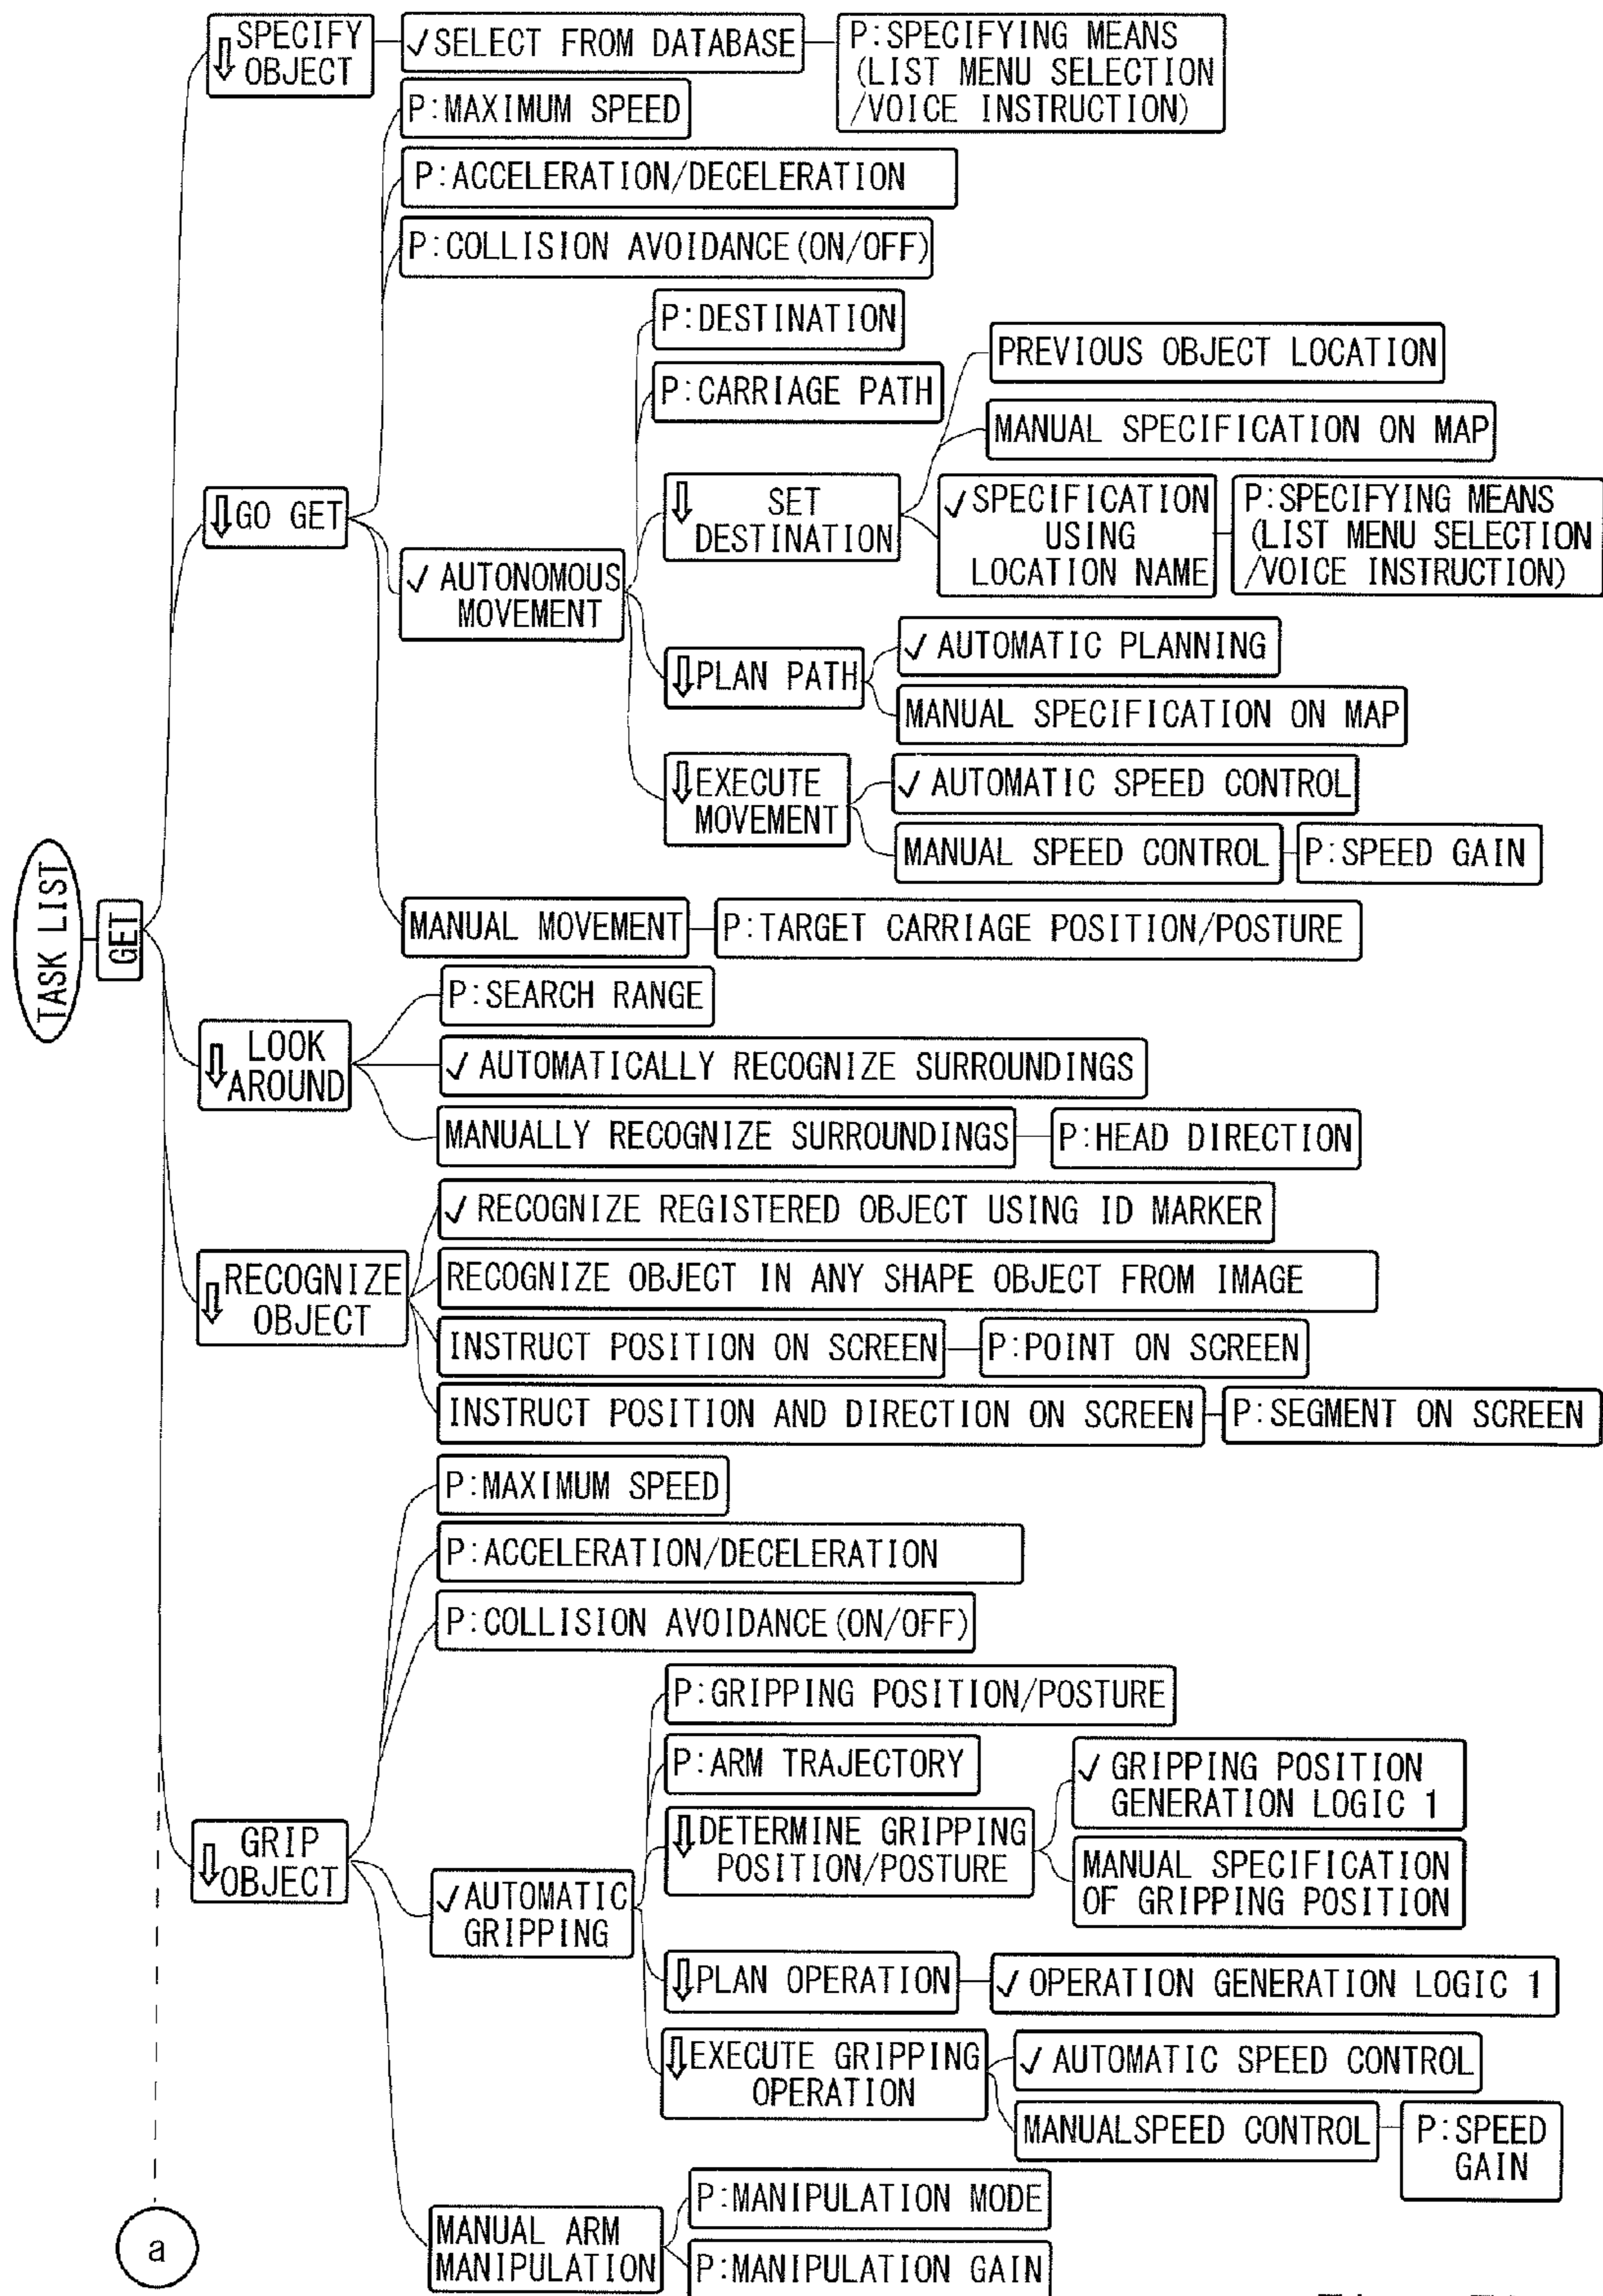 TASK LIST
GET
⇩ SPECIFY
OBJECT
✓ SELECT FROM DATABASE
P:SPECIFYING MEANS
(LIST MENU SELECTION
/VOICE INSTRUCTION)
⇩ GO GET
P:MAXIMUM SPEED
P:ACCELERATION/DECELERATION
P:COLLISION AVOIDANCE(ON/OFF)
✓ AUTONOMOUS
MOVEMENT
P:DESTINATION
P:CARRIAGE PATH
⇩ SET
DESTINATION
PREVIOUS OBJECT LOCATION
MANUAL SPECIFICATION ON MAP
✓ SPECIFICATION
USING
LOCATION NAME
P:SPECIFYING MEANS
(LIST MENU SELECTION
/VOICE INSTRUCTION)
⇩ PLAN PATH
✓ AUTOMATIC PLANNING
MANUAL SPECIFICATION ON MAP
⇩ EXECUTE
MOVEMENT
✓ AUTOMATIC SPEED CONTROL
MANUAL SPEED CONTROL
P:SPEED GAIN
MANUAL MOVEMENT
P:TARGET CARRIAGE POSITION/POSTURE
⇩ LOOK
AROUND
P:SEARCH RANGE
✓ AUTOMATICALLY RECOGNIZE SURROUNDINGS
MANUALLY RECOGNIZE SURROUNDINGS
P:HEAD DIRECTION
⇩ RECOGNIZE
OBJECT
✓ RECOGNIZE REGISTERED OBJECT USING ID MARKER
RECOGNIZE OBJECT IN ANY SHAPE OBJECT FROM IMAGE
INSTRUCT POSITION ON SCREEN
P:POINT ON SCREEN
INSTRUCT POSITION AND DIRECTION ON SCREEN
P:SEGMENT ON SCREEN
⇩ GRIP
OBJECT
P:MAXIMUM SPEED
P:ACCELERATION/DECELERATION
P:COLLISION AVOIDANCE(ON/OFF)
✓ AUTOMATIC
GRIPPING
P:GRIPPING POSITION/POSTURE
P:ARM TRAJECTORY
⇩ DETERMINE GRIPPING
POSITION/POSTURE
✓ GRIPPING POSITION
GENERATION LOGIC 1
MANUAL SPECIFICATION
OF GRIPPING POSITION
⇩ PLAN OPERATION
✓ OPERATION GENERATION LOGIC 1
⇩ EXECUTE GRIPPING
OPERATION
✓ AUTOMATIC SPEED CONTROL
MANUALSPEED CONTROL
P:SPEED
GAIN
MANUAL ARM
MANIPULATION
P:MANIPULATION MODE
P:MANIPULATION GAIN
a